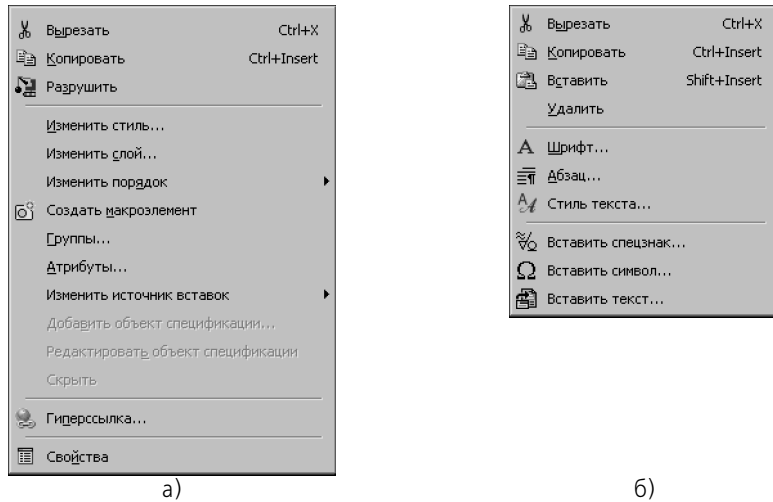 Вырезать Ctrl+X
Копировать Ctrl+Insert
Разрушить
Изменить стиль...
Изменить слой...
Изменить порядок
Создать макроэлемент
Группы...
Атрибуты...
Изменить источник вставок
Добавить объект спецификации...
Редактировать объект спецификации
Скрыть
Гиперссылка...
Свойства
а)
Вырезать Ctrl+X
Копировать Ctrl+Insert
Вставить Shift+Insert
Удалить
Шрифт...
Абзац...
Стиль текста...
Вставить спецзнак...
Вставить символ...
Вставить текст...
б)